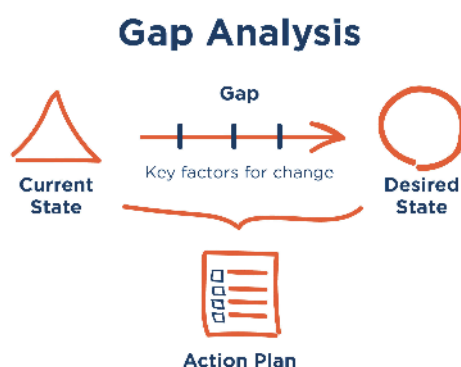 Gap Analysis
Gap
Key factors for change
Current
State
Desired
State
Action Plan